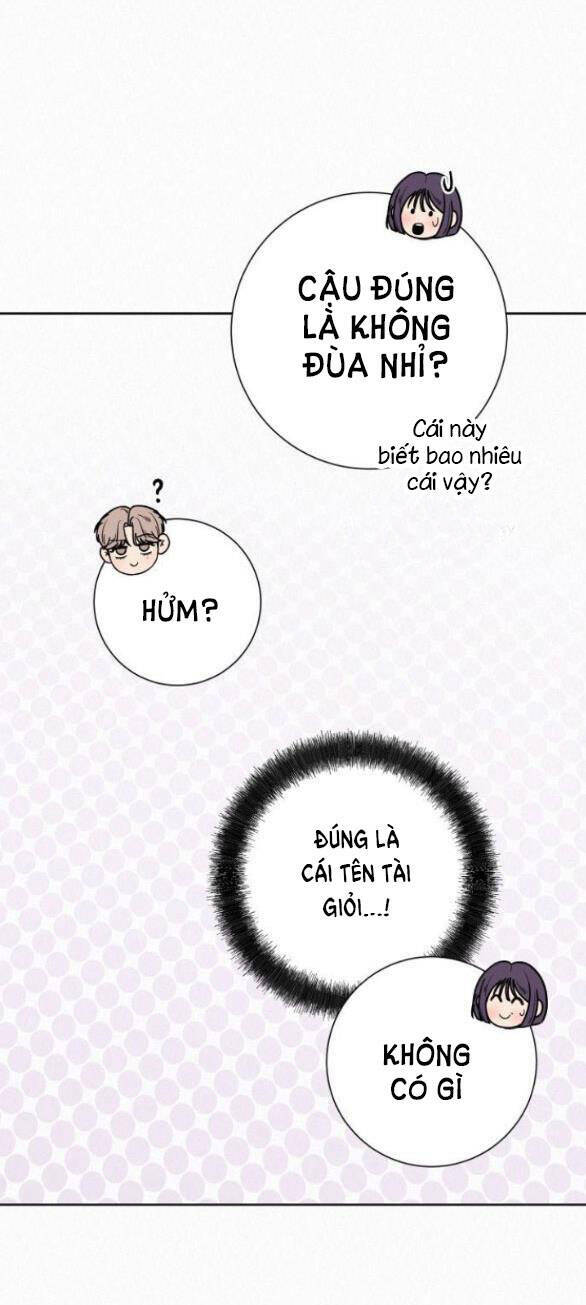 CẬU ĐÚNG
LÀ KHÔNG
ĐÙA NHỈ?
Cái này
biết bao nhiêu
cái vậy?
?
HỬM?
ĐÚNG LÀ
CÁI TÊN TÀI
GIỎI...!
KHÔNG
CÓ GÌ